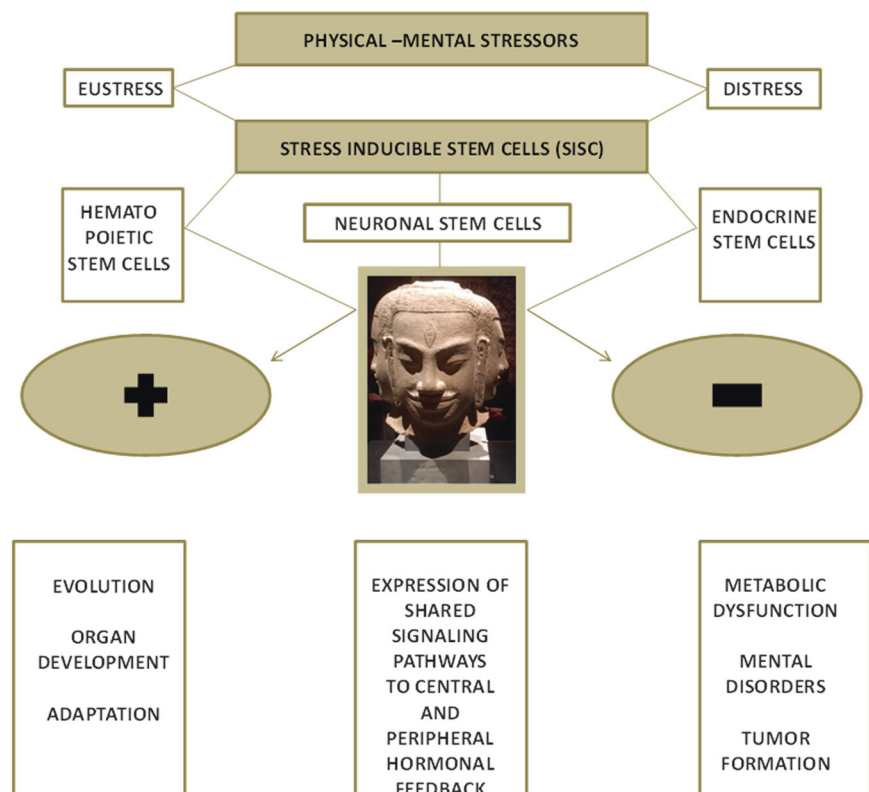 PHYSICAL –MENTAL STRESSORS
EUSTRESS
DISTRESS
STRESS INDUCIBLE STEM CELLS (SISC)
HEMATO
POIETIC
STEM CELLS
NEURONAL STEM CELLS
ENDOCRINE
STEM CELLS
EVOLUTION
ORGAN
DEVELOPMENT
ADAPTATION
EXPRESSION OF
SHARED
SIGNALING
PATHWAYS
TO CENTRAL
AND
PERIPHERAL
HORMONAL
FEEDBACK
METABOLIC
DYSFUNCTION
MENTAL
DISORDERS
TUMOR
FORMATION